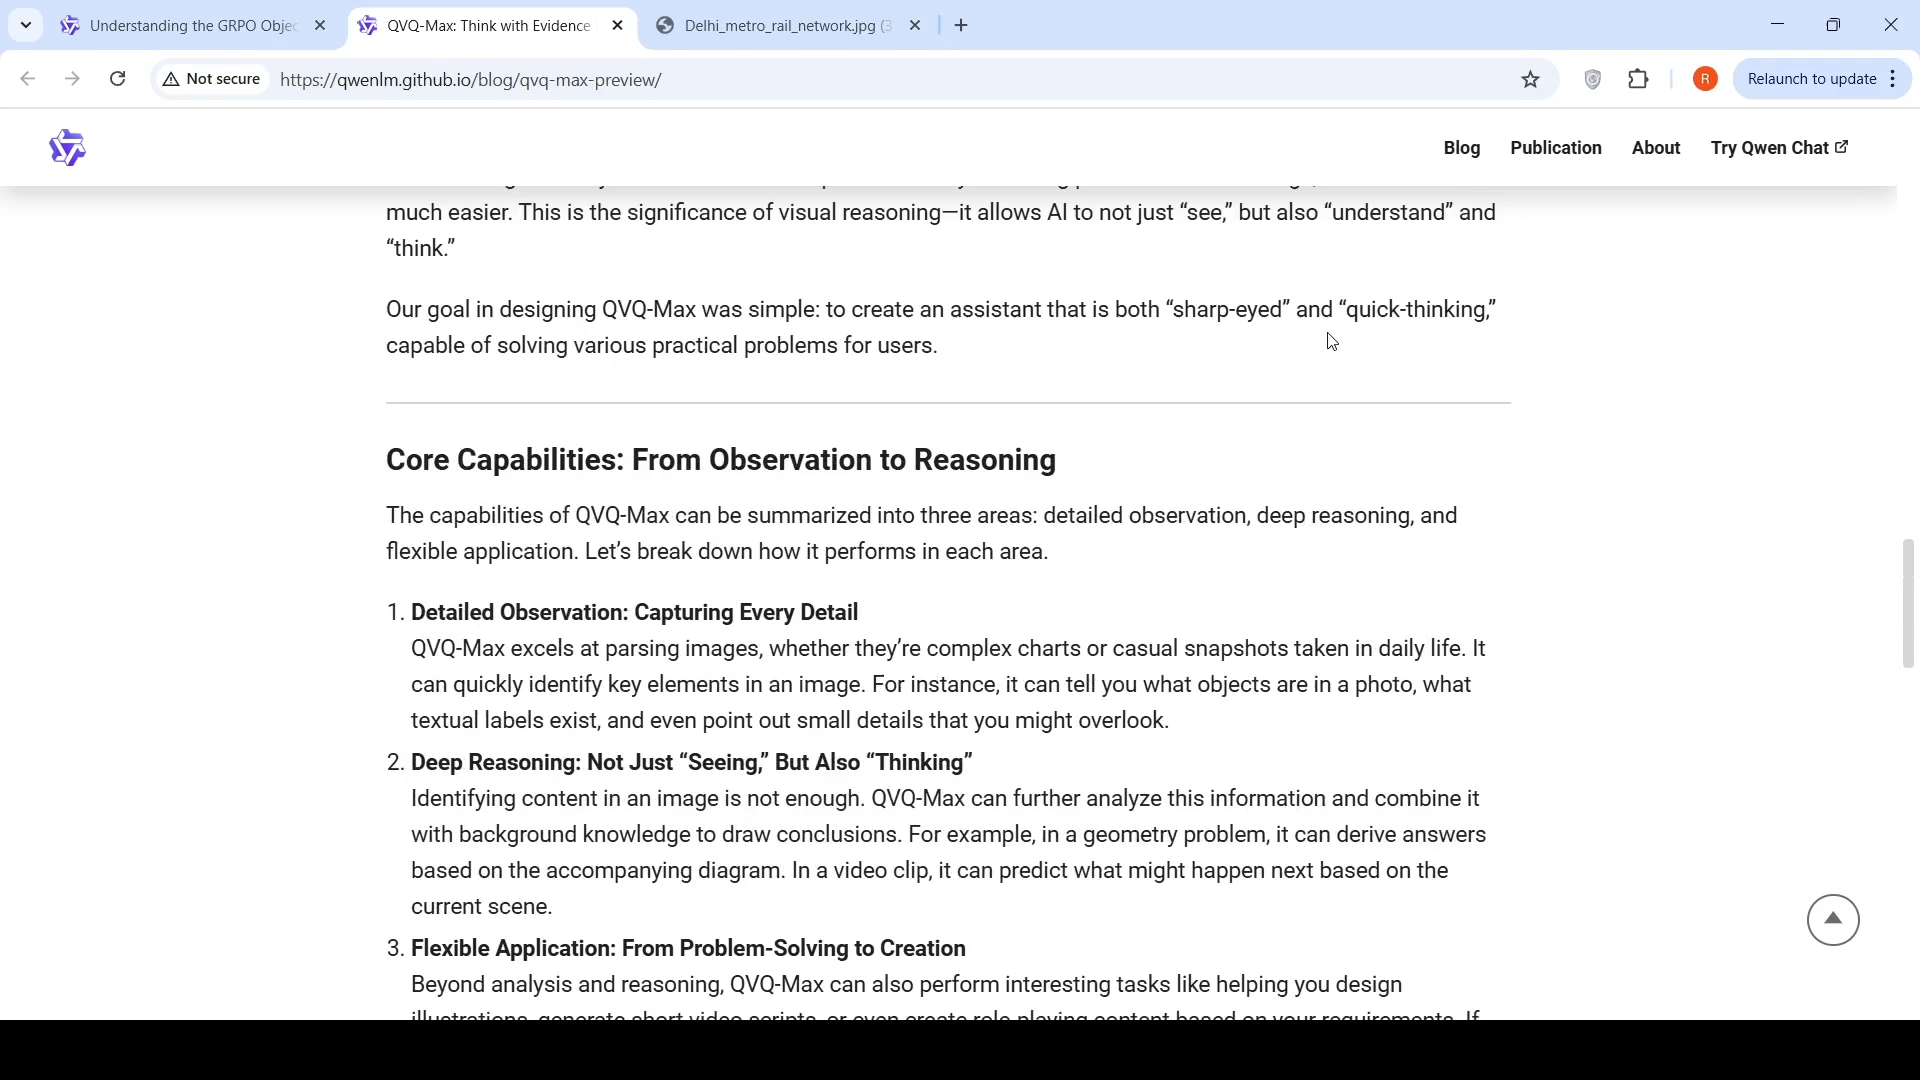 Understanding the GRPO Objec
QVQ-Max: Think with Evidence
Delhi_metro_rail_network.jpg (3
Not secure
https://qwenlm.github.io/blog/qvq-max-preview/
R
Relaunch to update
Blog
Publication
About
Try Qwen Chat
much easier. This is the significance of visual reasoning—it allows AI to not just “see,” but also “understand” and
“think.”
Our goal in designing QVQ-Max was simple: to create an assistant that is both “sharp-eyed” and “quick-thinking,”
capable of solving various practical problems for users.
Core Capabilities: From Observation to Reasoning
The capabilities of QVQ-Max can be summarized into three areas: detailed observation, deep reasoning, and
flexible application. Let’s break down how it performs in each area.
1. Detailed Observation: Capturing Every Detail
QVQ-Max excels at parsing images, whether they’re complex charts or casual snapshots taken in daily life. It
can quickly identify key elements in an image. For instance, it can tell you what objects are in a photo, what
textual labels exist, and even point out small details that you might overlook.
2. Deep Reasoning: Not Just “Seeing,” But Also “Thinking”
Identifying content in an image is not enough. QVQ-Max can further analyze this information and combine it
with background knowledge to draw conclusions. For example, in a geometry problem, it can derive answers
based on the accompanying diagram. In a video clip, it can predict what might happen next based on the
current scene.
3. Flexible Application: From Problem-Solving to Creation
Beyond analysis and reasoning, QVQ-Max can also perform interesting tasks like helping you design
illustrations, generate short video scripts, or even create role-playing content based on your requirements. If